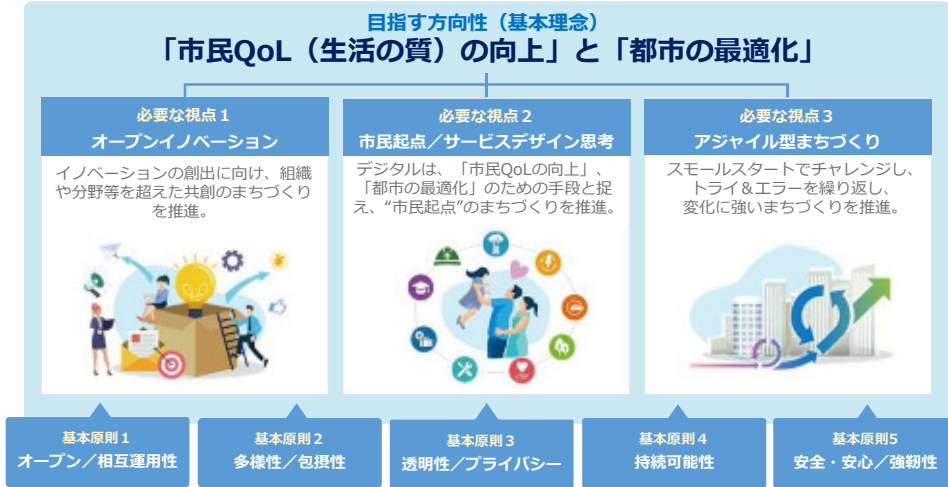 目指す方向性（基本理念）
「市民QoL（生活の質）の向上」と「都市の最適化」
必要な視点１
オープンイノベーション
イノベーションの創出に向け、組織
や分野等を超えた共創のまちづくり
を推進。
必要な視点２
市民起点／サービスデザイン思考
デジタルは、「市民QoLの向上」、
「都市の最適化」のための手段と捉
え、“市民起点”のまちづくりを推進。
必要な視点３
アジャイル型まちづくり
スモールスタートでチャレンジし、
トライ＆エラーを繰り返し、
変化に強いまちづくりを推進。
基本原則１
オープン／相互運用性
基本原則２
多様性／包摂性
基本原則３
透明性／プライバシー
基本原則４
持続可能性
基本原則5
安全・安心／強靭性